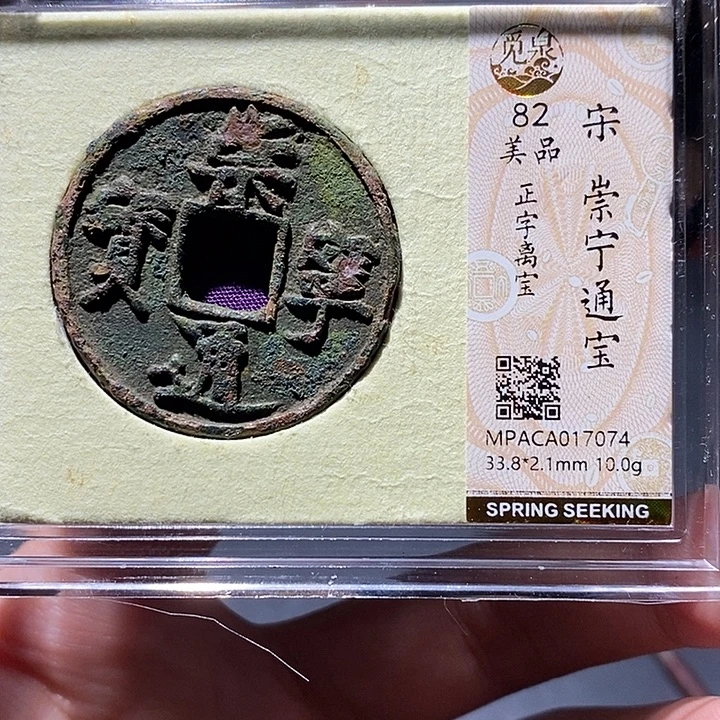 崇寧通寳
觅泉
82
美品
正字离宝
宋 崇宁通宝
MPACA017074
33.8*2.1mm 10.0g
SPRING SEEKING